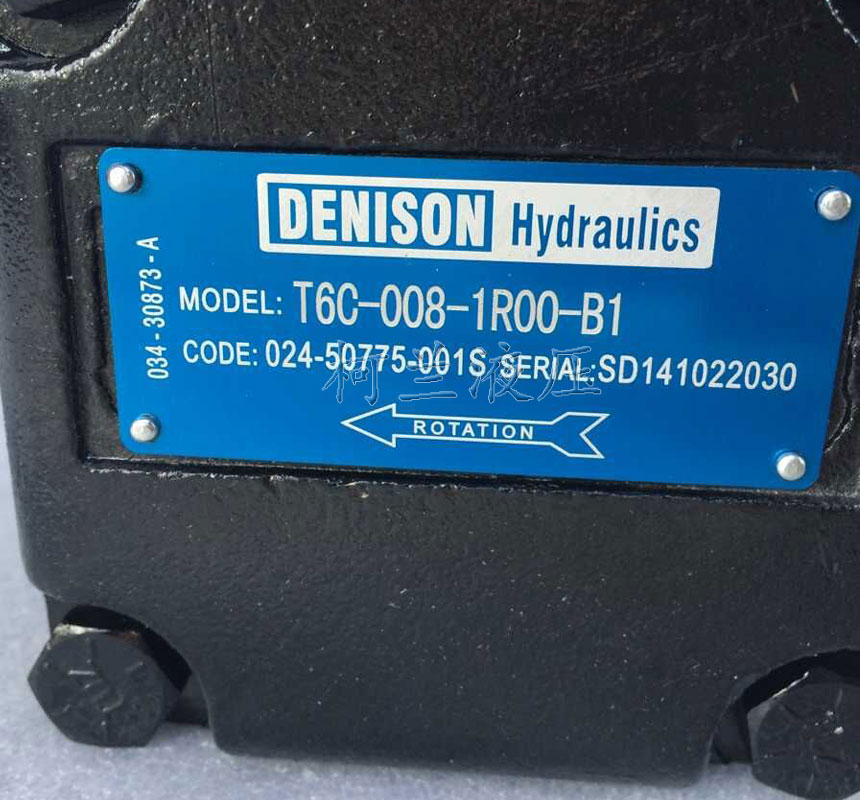 DENISON Hydraulics
034-30873-A
MODEL: T6C-008-1R00-B1
CODE: 024-50775-001S SERIAL:SD141022030
柯兰液压
ROTATION